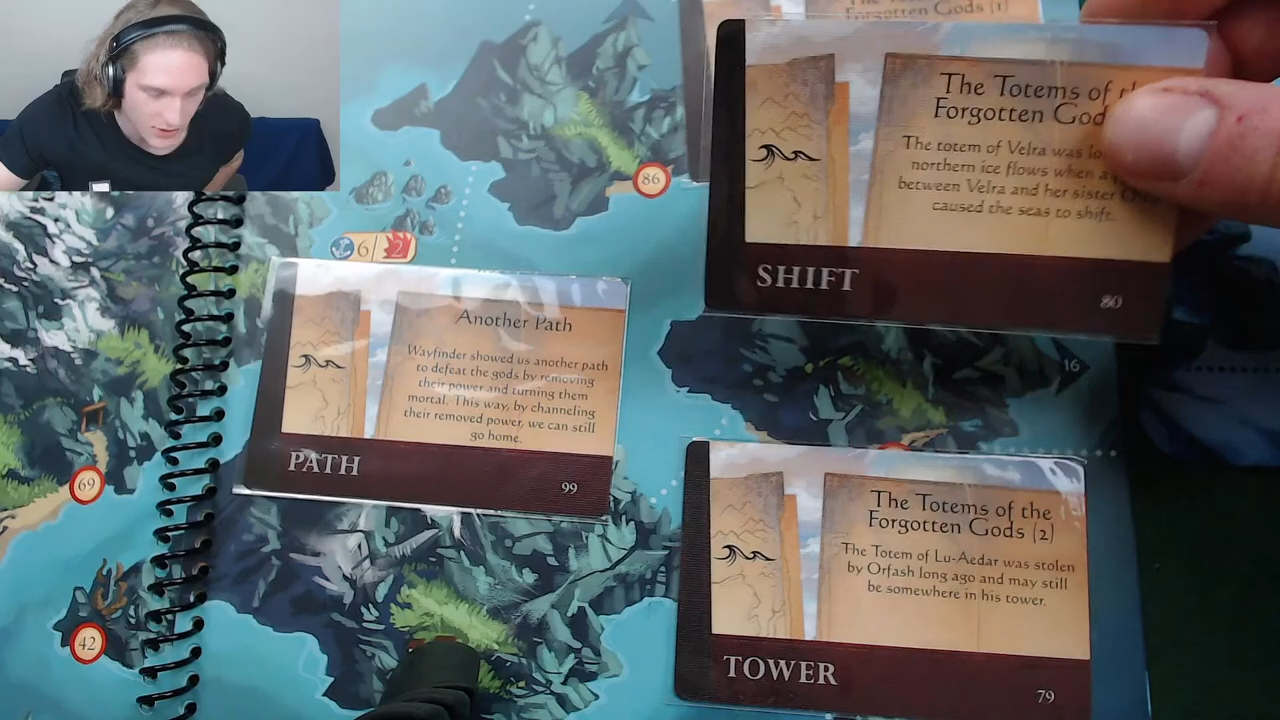 Gods (1)
The Totems of
Forgotten
The totem of Velra was
northern ice flows when a
between Velra and her sister
caused the seas to shift.
SHIFT
80
86
6 2
Another Path
Wayfinder showed us another path
to defeat the gods by removing
their power and turning them
mortal. This way, by channeling
their removed power, we can still
go home.
PATH
99
16
69
42
The Totems of the
Forgotten Gods (2)
The Totem of Lu-Aedar was stolen
by Orfash long ago and may still
be somewhere in his tower.
TOWER
79